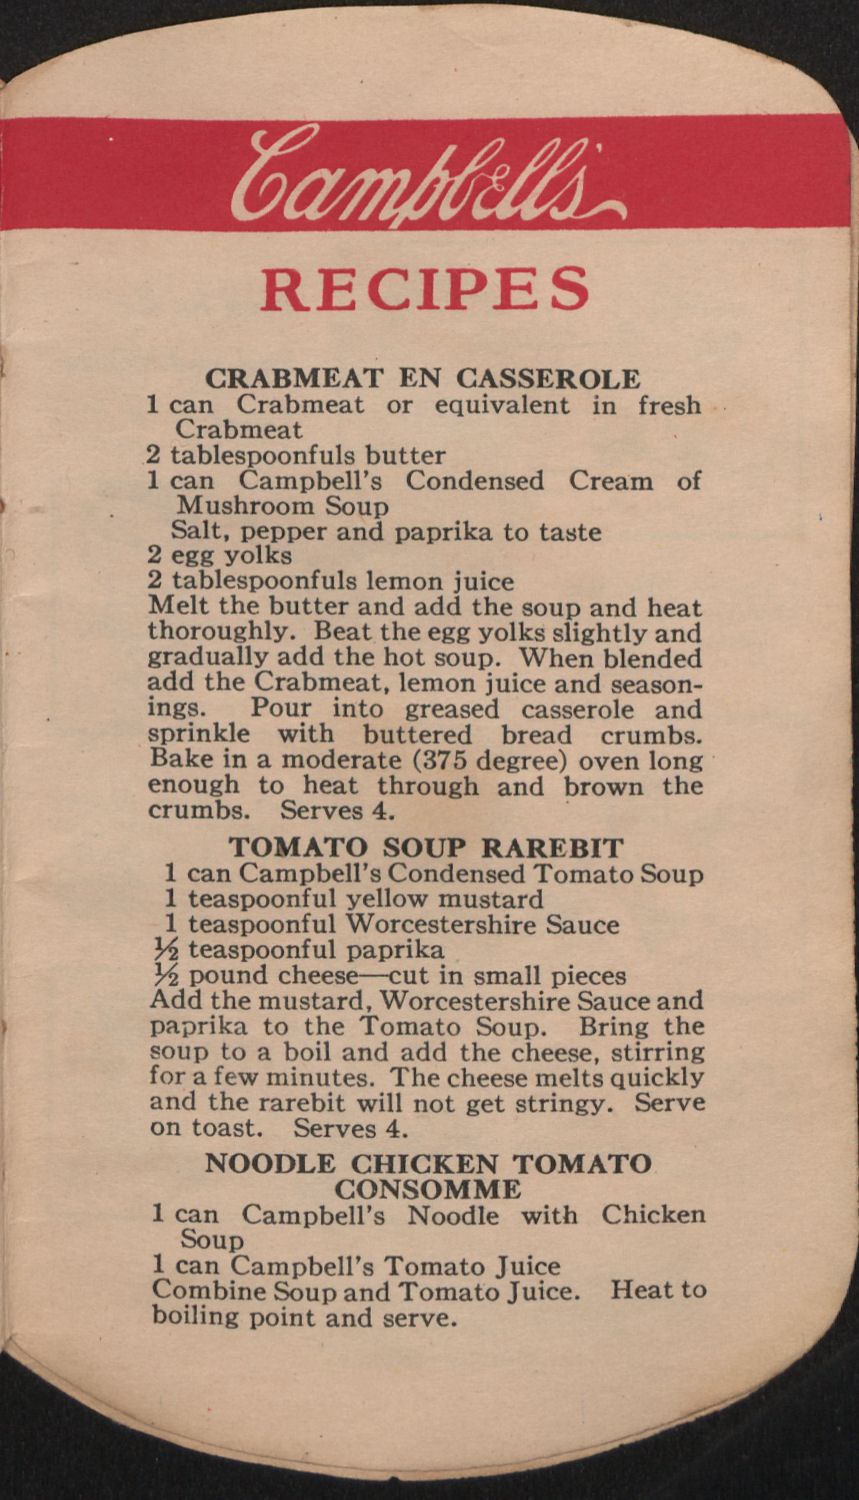 Campbell's
RECIPES
CRABMEAT EN CASSEROLE
1 can Crabmeat or equivalent in fresh
Crabmeat
2 tablespoonfuls butter
1 can Campbell's Condensed Cream of
Mushroom Soup
Salt, pepper and paprika to taste
2 egg yolks
2 tablespoonfuls lemon juice
Melt the butter and add the soup and heat
thoroughly. Beat the egg yolks slightly and
gradually add the hot soup. When blended
add the Crabmeat, lemon juice and season-
ings. Pour into greased casserole and
sprinkle with buttered bread crumbs.
Bake in a moderate (375 degree) oven long
enough to heat through and brown the
crumbs. Serves 4.
TOMATO SOUP RAREBIT
1 can Campbell's Condensed Tomato Soup
1 teaspoonful yellow mustard
1 teaspoonful Worcestershire Sauce
½ teaspoonful paprika
½ pound cheese—cut in small pieces
Add the mustard, Worcestershire Sauce and
paprika to the Tomato Soup. Bring the
soup to a boil and add the cheese, stirring
for a few minutes. The cheese melts quickly
and the rarebit will not get stringy. Serve
on toast. Serves 4.
NOODLE CHICKEN TOMATO
CONSOMME
1 can Campbell's Noodle with Chicken
Soup
1 can Campbell's Tomato Juice
Combine Soup and Tomato Juice. Heat to
boiling point and serve.